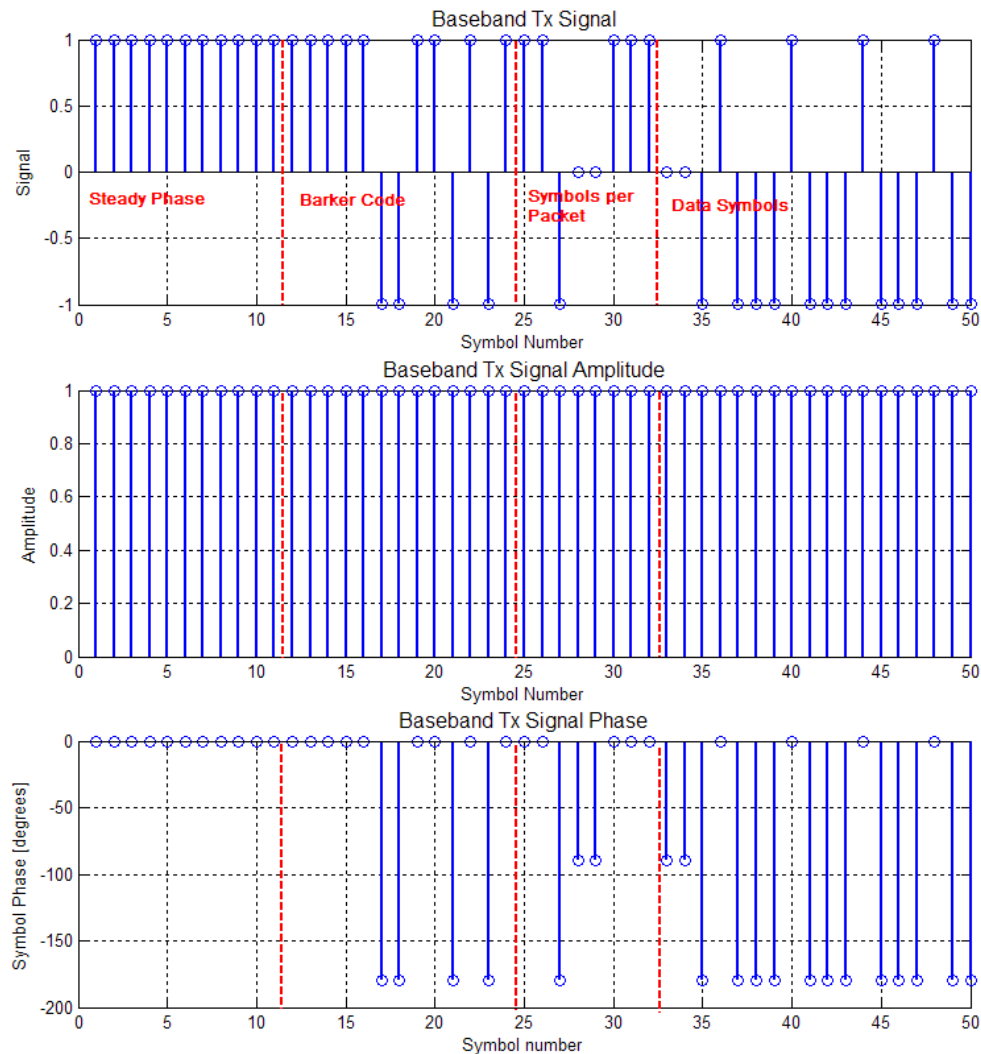 Baseband Tx Signal
1
0.5
0
-0.5
-1
Signal
Steady Phase
Barker Code
Symbols per
Packet
Data Symbols
0 5 10 15 20 25 30 35 40 45 50
Symbol Number
Baseband Tx Signal Amplitude
1
0.8
0.6
0.4
0.2
0
Amplitude
0 5 10 15 20 25 30 35 40 45 50
Symbol Number
Baseband Tx Signal Phase
0
-50
-100
-150
-200
Symbol Phase [degrees]
0 5 10 15 20 25 30 35 40 45 50
Symbol number